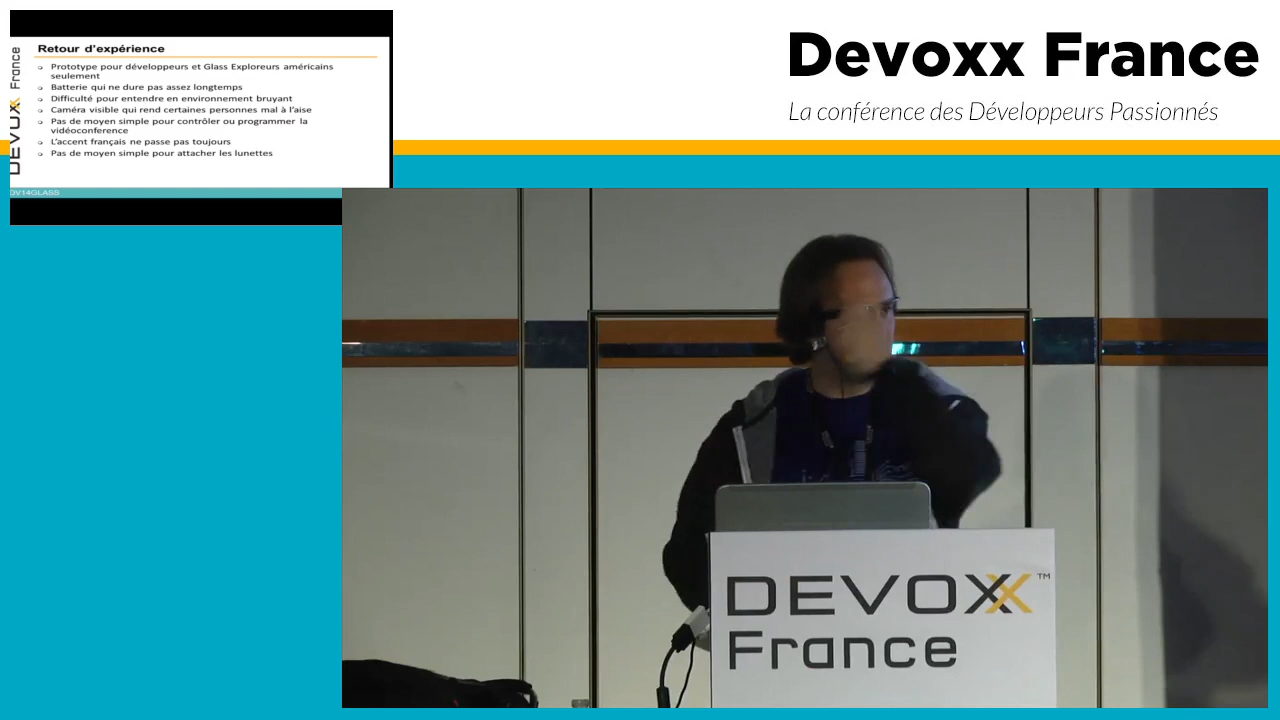 Retour d'expérience
Prototype pour développeurs et Glass Exploreurs américains
seulement
Batterie qui ne dure pas assez longtemps
Difficulté pour entendre en environnement bruyant
Caméra visible qui rend certaines personnes mal à l'aise
Pas de moyen simple pour contrôler ou programmer la
vidéoconference
L'accent français ne passe pas toujours
Pas de moyen simple pour attacher les lunettes
DEVOX France
DV14GLASS
Devoxx France
La conférence des Développeurs Passionnés
DEVOXX™
France